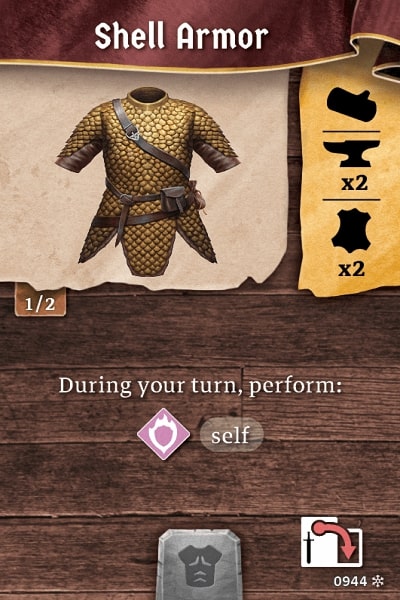 Shell Armor
x2
x2
1/2
During your turn, perform:
self
0944